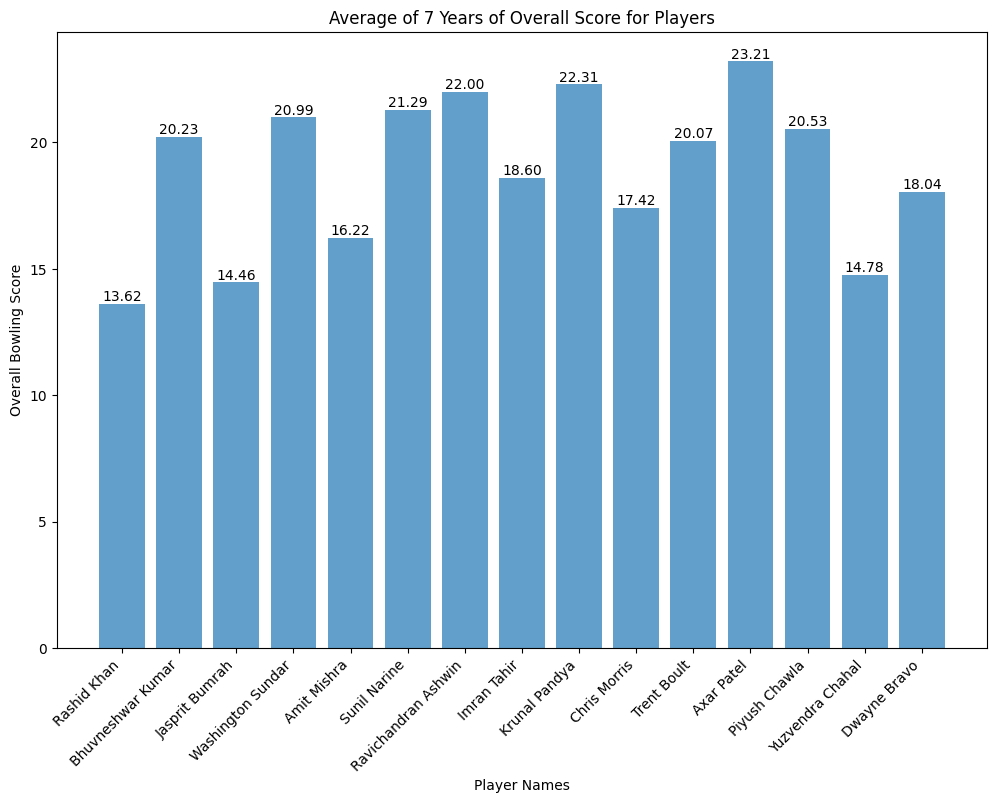 Average of 7 Years of Overall Score for Players
Overall Bowling Score
20
15
10
5
0
13.62
20.23
14.46
20.99
16.22
21.29
22.00
18.60
22.31
17.42
20.07
23.21
20.53
14.78
18.04
Rashid Khan
Bhuvneshwar Kumar
Jasprit Bumrah
Washington Sundar
Amit Mishra
Sunil Narine
Ravichandran Ashwin
Imran Tahir
Krunal Pandya
Chris Morris
Trent Boult
Axar Patel
Piyush Chawla
Yuzvendra Chahal
Dwayne Bravo
Player Names